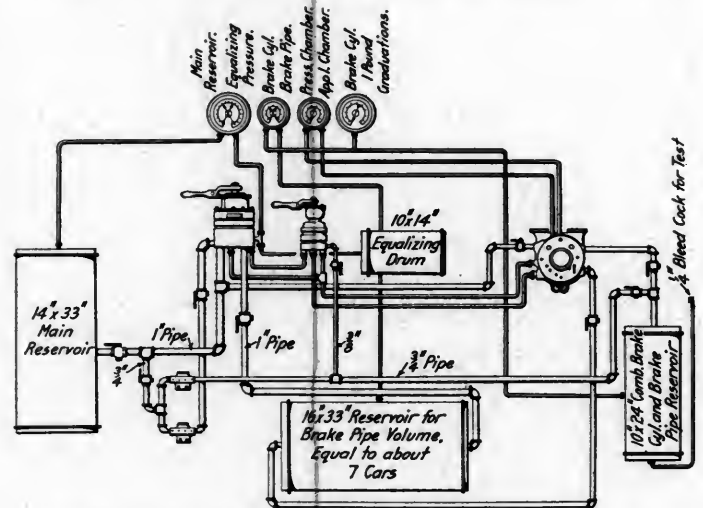 Main
Reservoir.
Equalizing
Pressure.
Brake Cyl.
Brake Pipe.
Press. Chamber.
Appl. Chamber.
Brake Cyl.
1 Pound
Graduations.
1/4" Bleed Cock for Test
10"x14"
Equalizing
Drum
14"x33"
Main
Reservoir
1"Pipe
3/4"
1"Pipe
3/8"
3/4"Pipe
16"x33" Reservoir for
Brake Pipe Volume,
Equal to about
7 Cars
10"x24" Comb. Brake
Cyl. and Brake
Pipe Reservoir